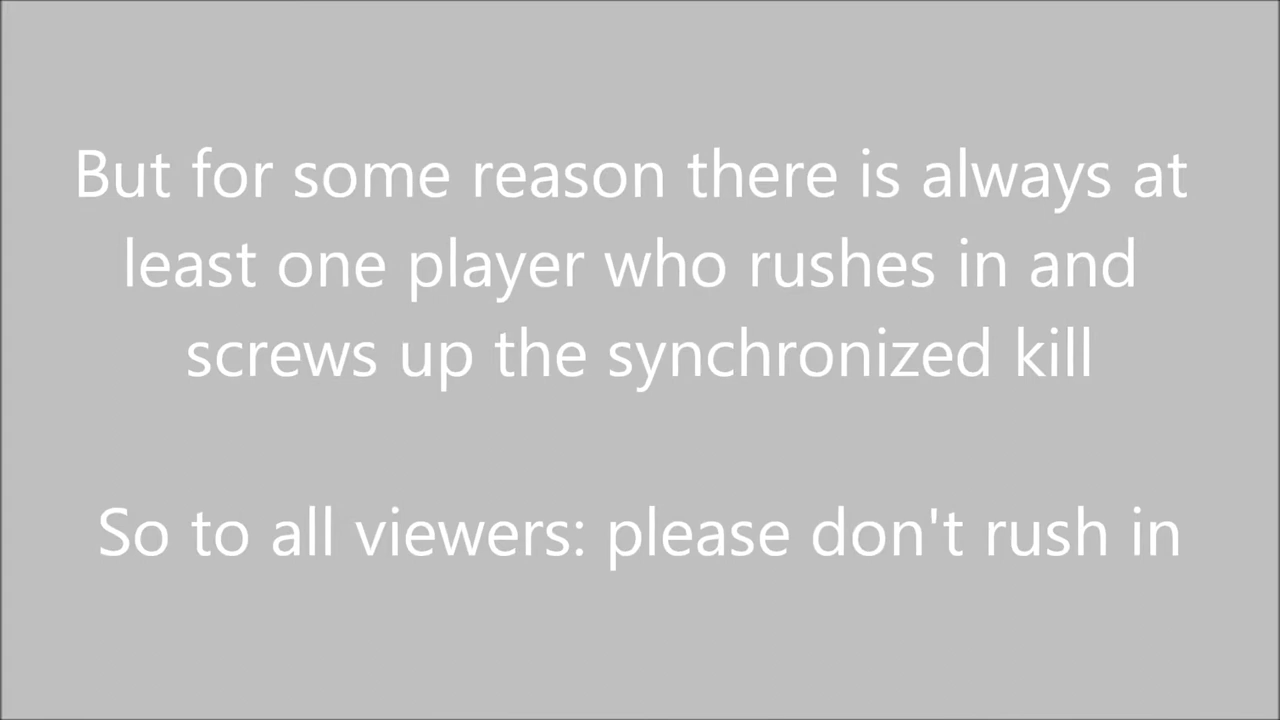 But for some reason there is always at
least one player who rushes in and
screws up the synchronized kill
So to all viewers: please don't rush in